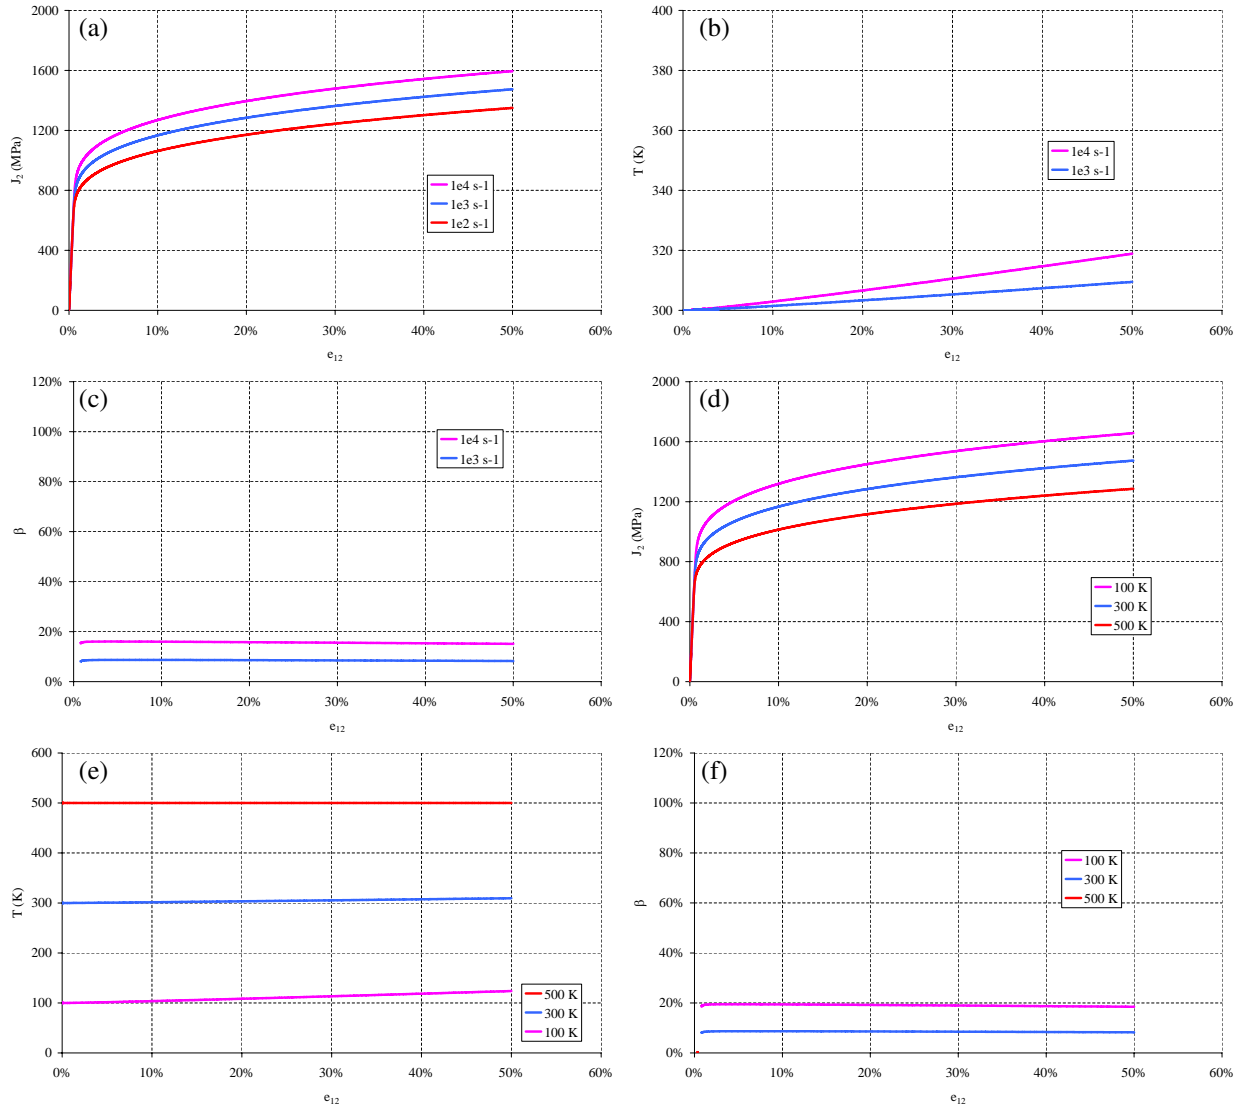 (a)
2000
1600
1200
800
400
0
J2 (MPa)
1e4 s-1
1e3 s-1
1e2 s-1
0% 10% 20% 30% 40% 50% 60%
e12
(b)
400
380
360
340
320
300
T (K)
1e4 s-1
1e3 s-1
0% 10% 20% 30% 40% 50% 60%
e12
(c)
120%
100%
80%
60%
40%
20%
0%
β
1e4 s-1
1e3 s-1
0% 10% 20% 30% 40% 50% 60%
e12
(d)
2000
1600
1200
800
400
0
J2 (MPa)
100 K
300 K
500 K
0% 10% 20% 30% 40% 50% 60%
e12
(e)
600
500
400
300
200
100
0
T (K)
500 K
300 K
100 K
0% 10% 20% 30% 40% 50% 60%
e12
(f)
120%
100%
80%
60%
40%
20%
0%
β
100 K
300 K
500 K
0% 10% 20% 30% 40% 50% 60%
e12